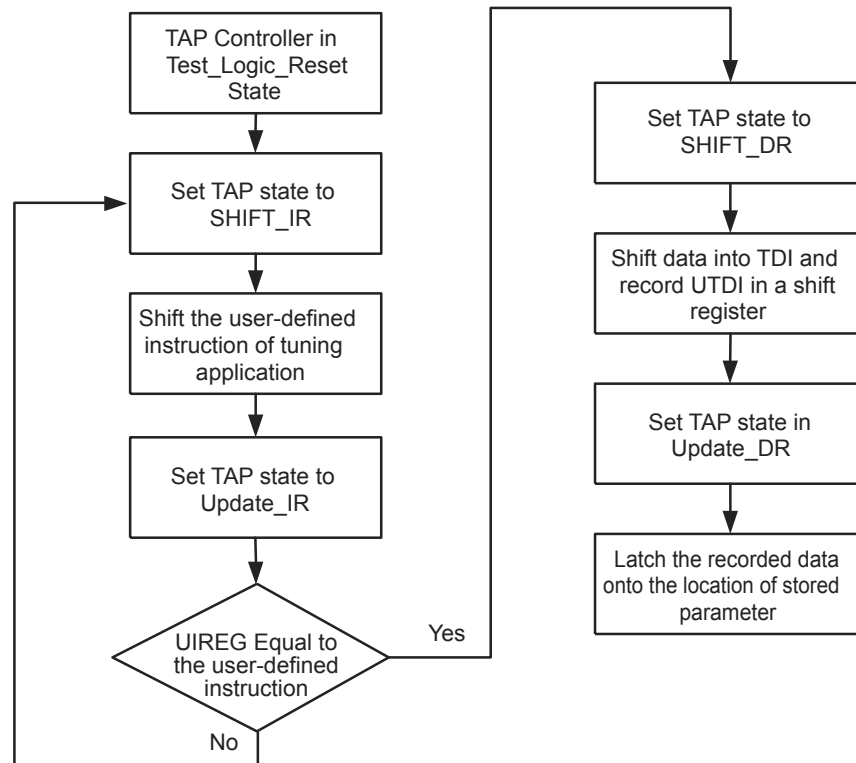 TAP Controller in
Test_Logic_Reset
State
Set TAP state to
SHIFT_IR
Shift the user-defined
instruction of tuning
application
Set TAP state to
Update_IR
UIREG Equal to
the user-defined
instruction
Yes
No
Set TAP state to
SHIFT_DR
Shift data into TDI and
record UTDI in a shift
register
Set TAP state in
Update_DR
Latch the recorded data
onto the location of stored
parameter